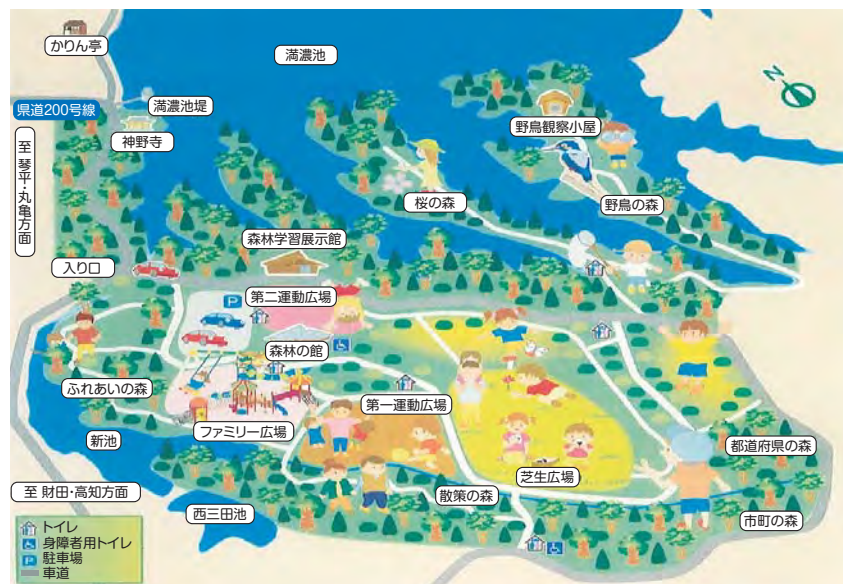 かりん亭
満濃池
N
県道200号線
満濃池堤
神野寺
至 琴平・丸亀方面
野鳥観察小屋
桜の森
野鳥の森
森林学習展示館
入り口
P
第二運動広場
森林の館
ふれあいの森
第一運動広場
ファミリー広場
新池
都道府県の森
芝生広場
至 財田・高知方面
散策の森
西三田池
市町の森
トイレ
身障者用トイレ
P 駐車場
車道